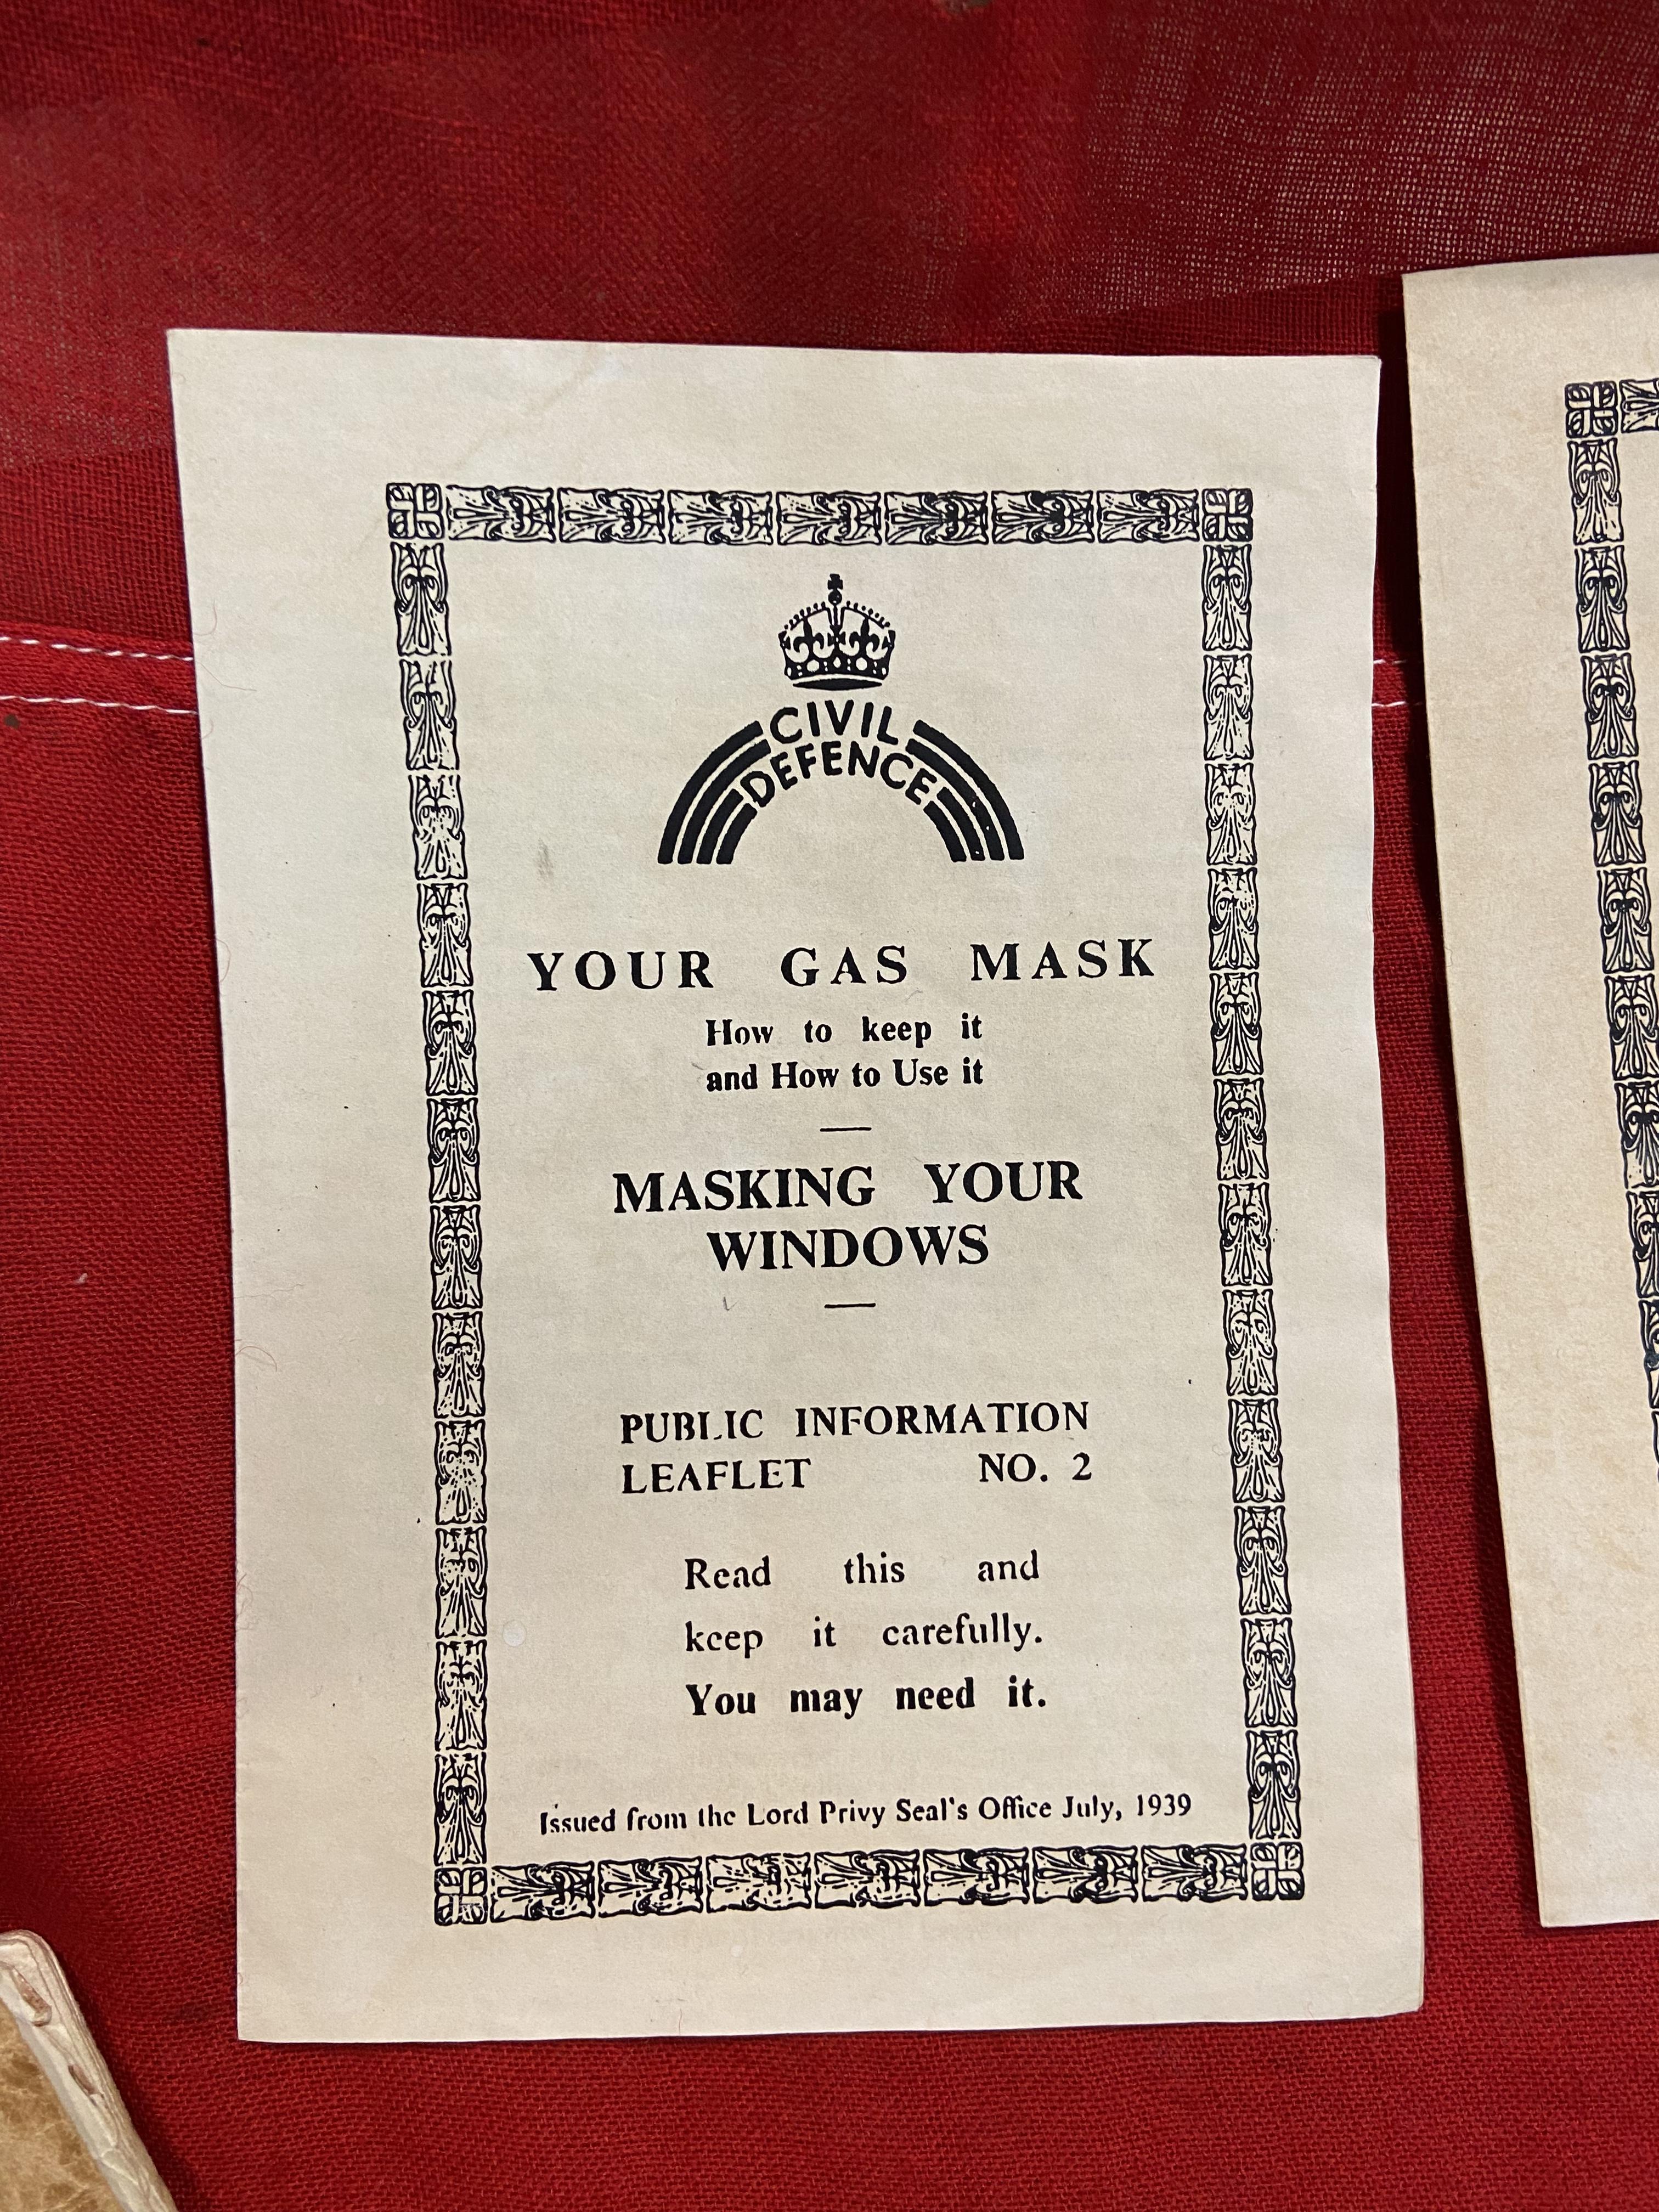 CIVIL
DEFENCE
YOUR GAS MASK
How to keep it
and How to Use it
MASKING YOUR
WINDOWS
PUBLIC INFORMATION
LEAFLET NO. 2
Read this and
keep it carefully.
You may need it.
Issued from the Lord Privy Seal's Office July, 1939